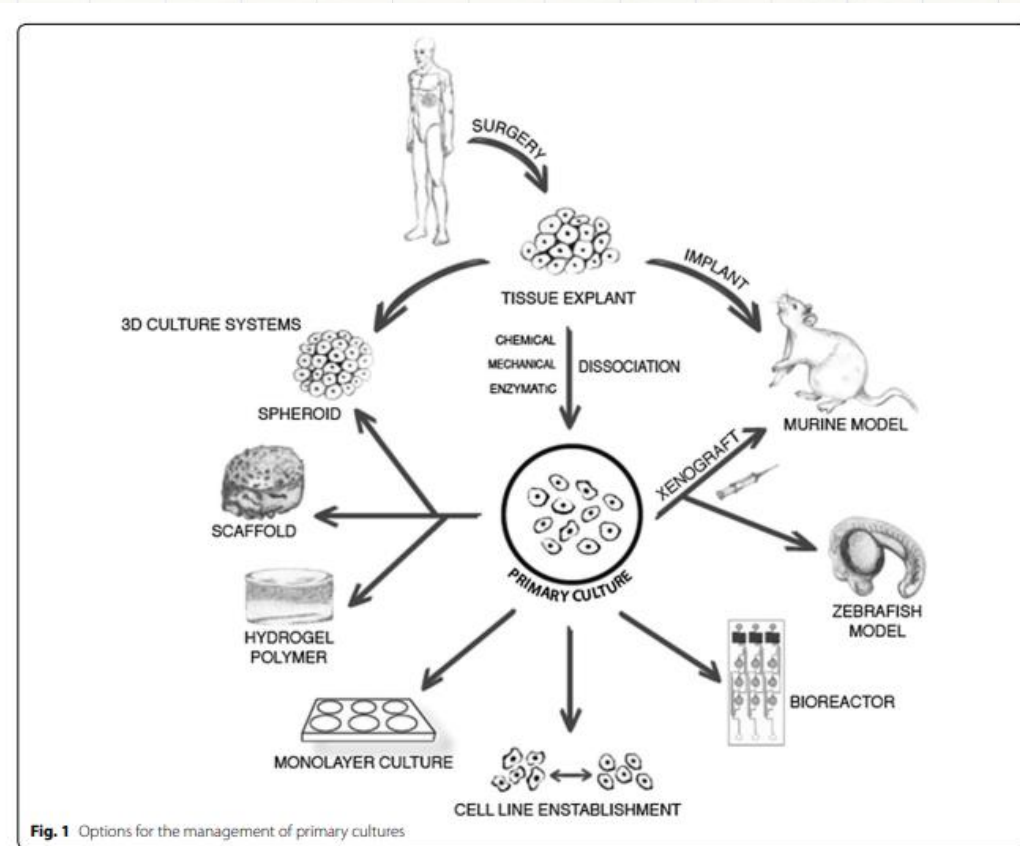 SURGERY
TISSUE EXPLANT
IMPLANT
3D CULTURE SYSTEMS
SPHEROID
CHEMICAL
MECHANICAL
ENZYMATIC
DISSOCIATION
MURINE MODEL
XENOGRAFT
SCAFFOLD
PRIMARY CULTURE
HYDROGEL
POLYMER
ZEBRAFISH
MODEL
BIOREACTOR
MONOLAYER CULTURE
CELL LINE ENSTABLISHMENT
Fig. 1 Options for the management of primary cultures